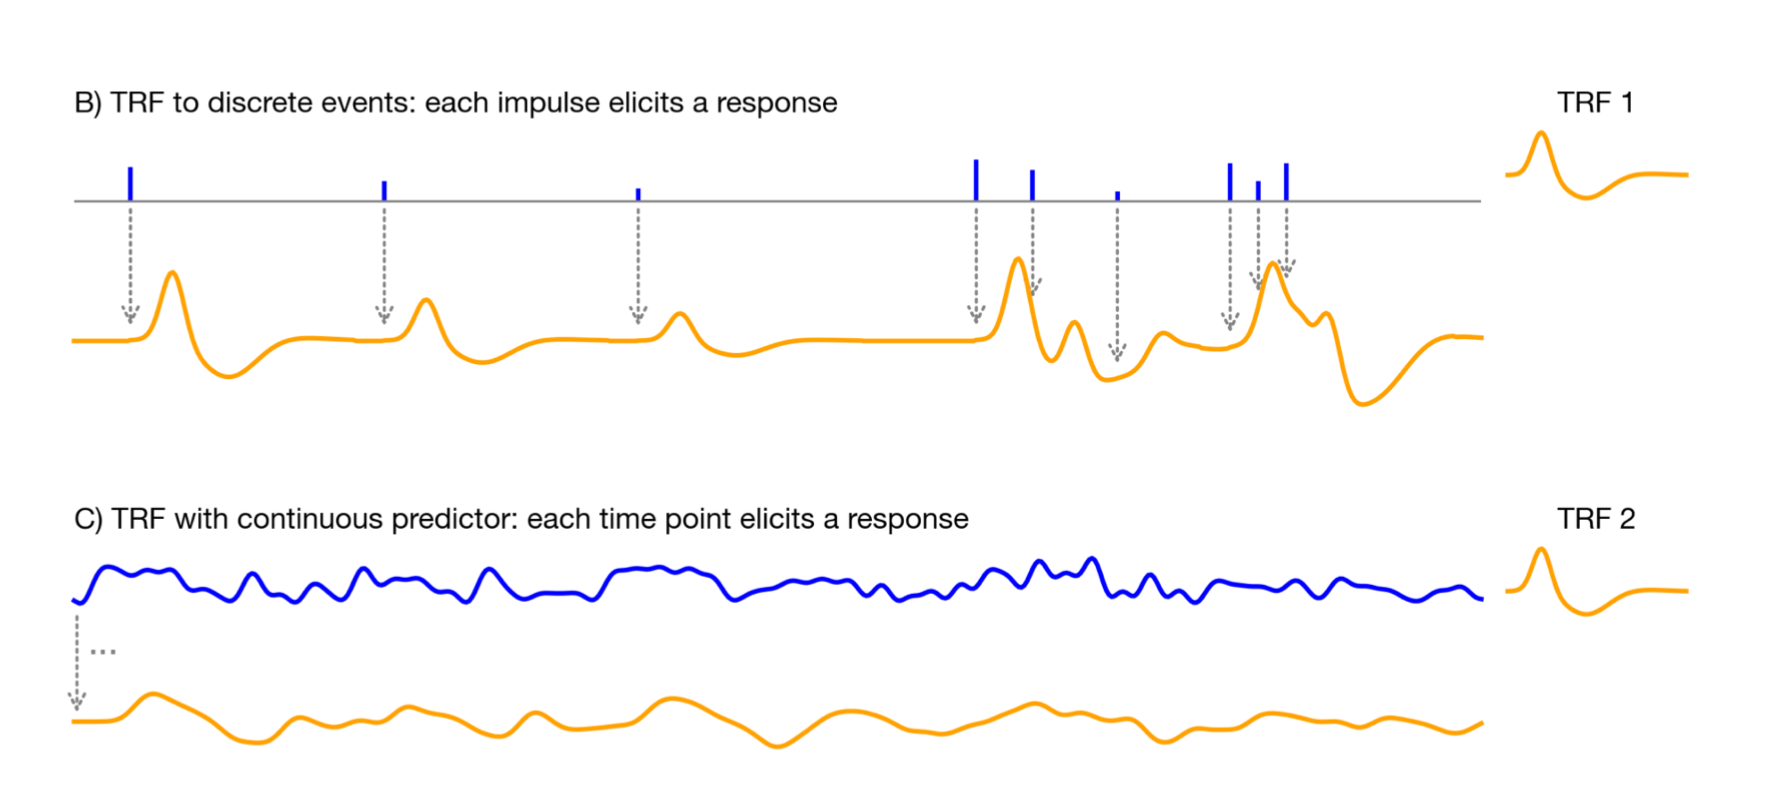 B) TRF to discrete events: each impulse elicits a response
TRF 1
C) TRF with continuous predictor: each time point elicits a response
TRF 2
...